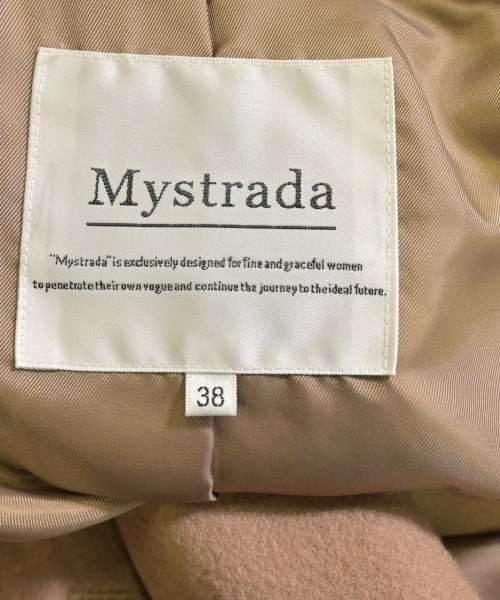 Mystrada
"Mystrada" is exclusively designed for fine and graceful women
to penetrate their own vogue and continue the journey to the ideal future.
38